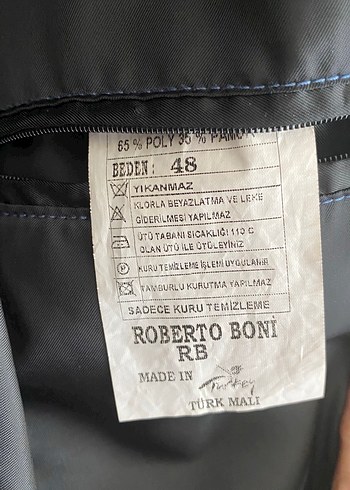 65 % POLY 35 % PAMUK
BEDEN: 48
YIKANMAZ
KLORLA BEYAZLATMA VE LEKE
GİDERİLMESİ YAPILMAZ
ÜTÜ TABANI SICAKLIĞI 110 C
OLAN ÜTÜ İLE ÜTÜLEYİNİZ
P
KURU TEMİZLEME İŞLEMİ UYGULANIR
TAMBURLU KURUTMA YAPILMAZ
SADECE KURU TEMİZLEME
ROBERTO BONİ
RB
MADE IN Turkey
TÜRK MALI